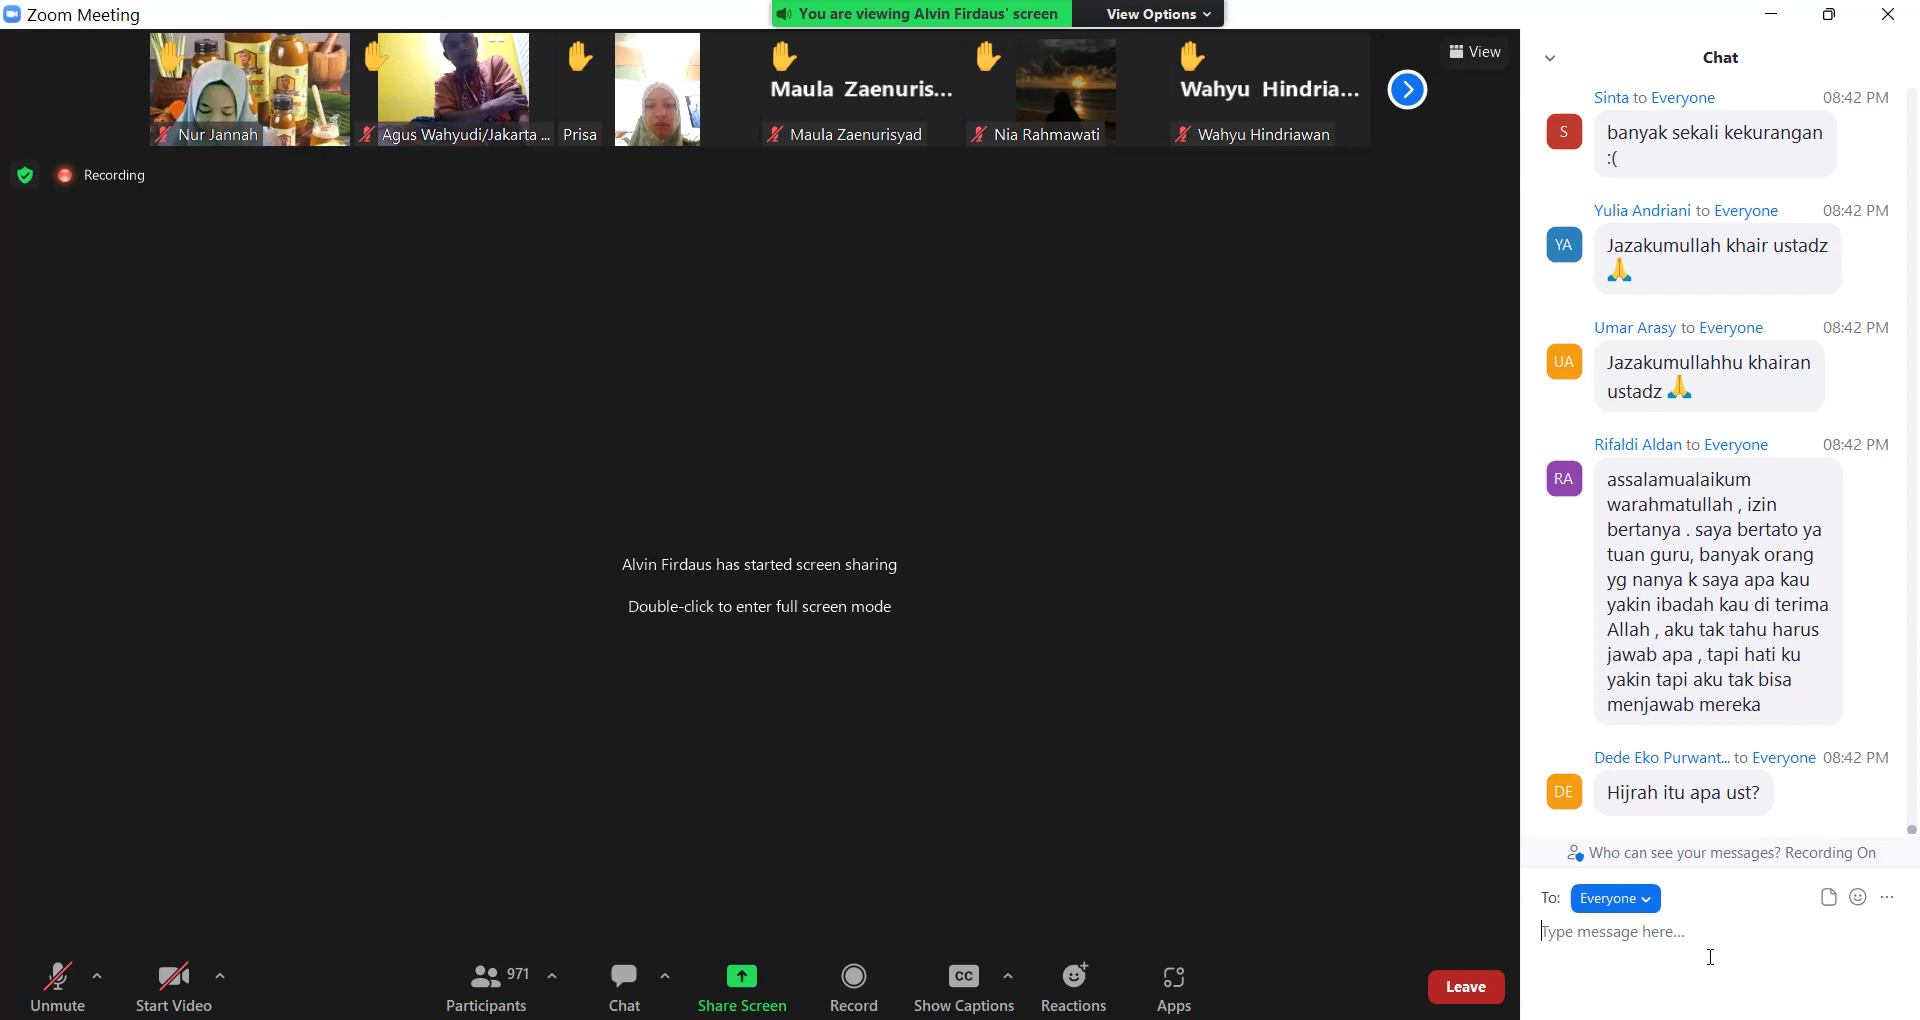 Zoom Meeting
You are viewing Alvin Firdaus' screen
View Options
View
Maula Zaenuris...
Wahyu Hindria...
Nur Jannah
Agus Wahyudi/Jakarta ...
Prisa
Maula Zaenurisyad
Nia Rahmawati
Wahyu Hindriawan
Recording
Alvin Firdaus has started screen sharing
Double-click to enter full screen mode
Unmute
Start Video
971
Participants
Chat
Share Screen
Record
CC
Show Captions
Reactions
Apps
Leave
Chat
Sinta to Everyone 08:42 PM
S
banyak sekali kekurangan
:(
Yulia Andriani to Everyone 08:42 PM
YA
Jazakumullah khair ustadz
🙏
Umar Arasy to Everyone 08:42 PM
UA
Jazakumullahhu khairan
ustadz 🙏
Rifaldi Aldan to Everyone 08:42 PM
RA
assalamualaikum
warahmatullah , izin
bertanya . saya bertato ya
tuan guru, banyak orang
yg nanya k saya apa kau
yakin ibadah kau di terima
Allah , aku tak tahu harus
jawab apa , tapi hati ku
yakin tapi aku tak bisa
menjawab mereka
Dede Eko Purwant... to Everyone 08:42 PM
DE
Hijrah itu apa ust?
Who can see your messages? Recording On
To: Everyone
Type message here...